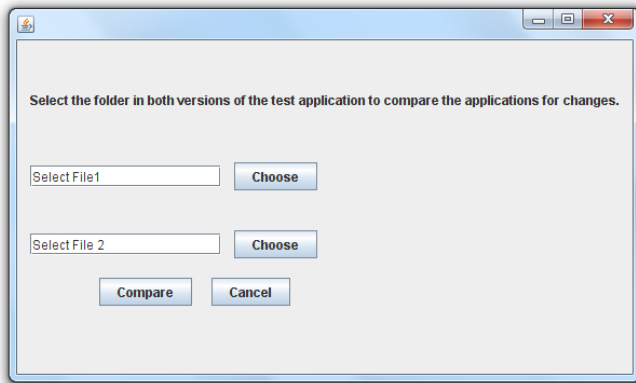 Select the folder in both versions of the test application to compare the applications for changes.
Select File1 Choose
Select File 2 Choose
Compare Cancel